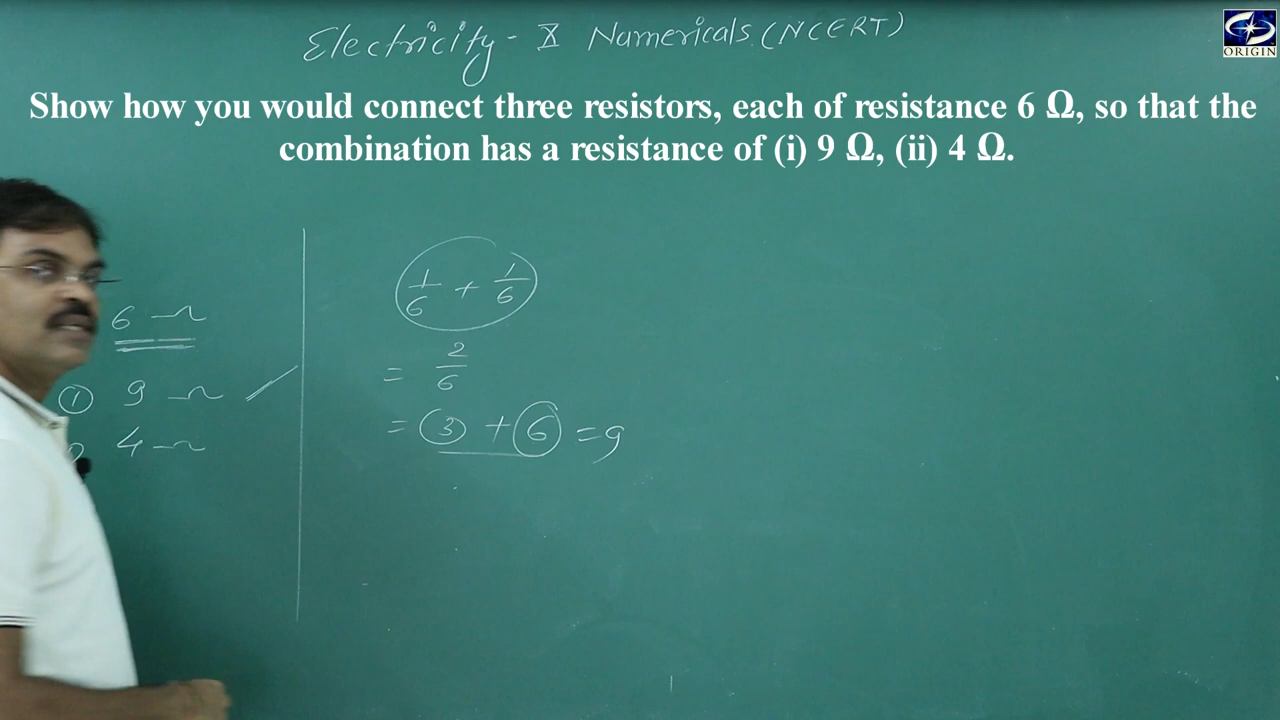 Electricity - X Numericals (NCERT)
ORIGIN
Show how you would connect three resistors, each of resistance 6 Ω, so that the
combination has a resistance of (i) 9 Ω, (ii) 4 Ω.
6 Ω
① 9 Ω
4 Ω
1/6 + 1/6
= 2/6
= 3 + 6 = 9